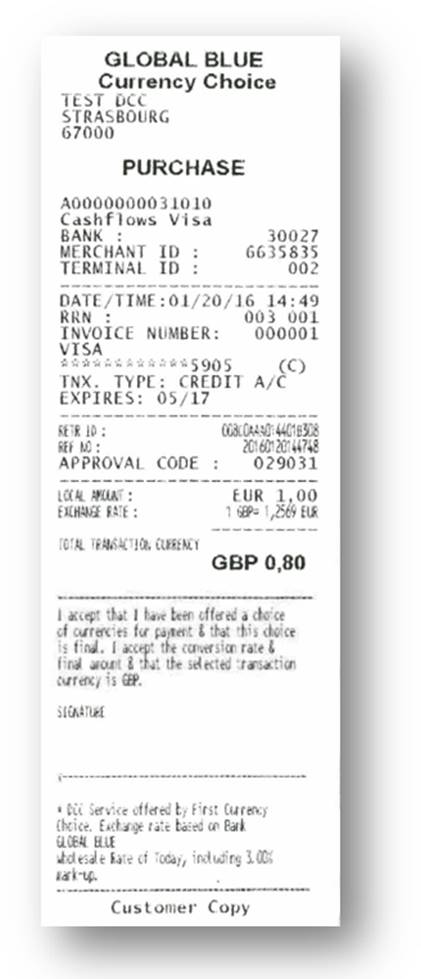 GLOBAL BLUE
Currency Choice
TEST DCC
STRASBOURG
67000
PURCHASE
A0000000031010
Cashflows Visa
BANK : 30027
MERCHANT ID : 6635835
TERMINAL ID : 002
DATE/TIME:01/20/16 14:49
RRN : 003 001
INVOICE NUMBER: 000001
VISA
************5905 (C)
TNX. TYPE: CREDIT A/C
EXPIRES: 05/17
RETR ID :
REF NO : 20160120144748
APPROVAL CODE : 029031
LOCAL AMOUNT : EUR 1,00
EXCHANGE RATE : 1 GBP= 1,2569 EUR
TOTAL TRANSACTION CURRENCY
GBP 0,80
I accept that I have been offered a choice
of currencies for payment & that this choice
is final. I accept the conversion rate &
final amount & that the selected transaction
currency is GBP.
SIGNATURE
x
* DCC Service offered by First Currency
Choice. Exchange rate based on Bank
GLOBAL BLUE
wholesale Rate of Today, including 3.00%
mark-up.
Customer Copy